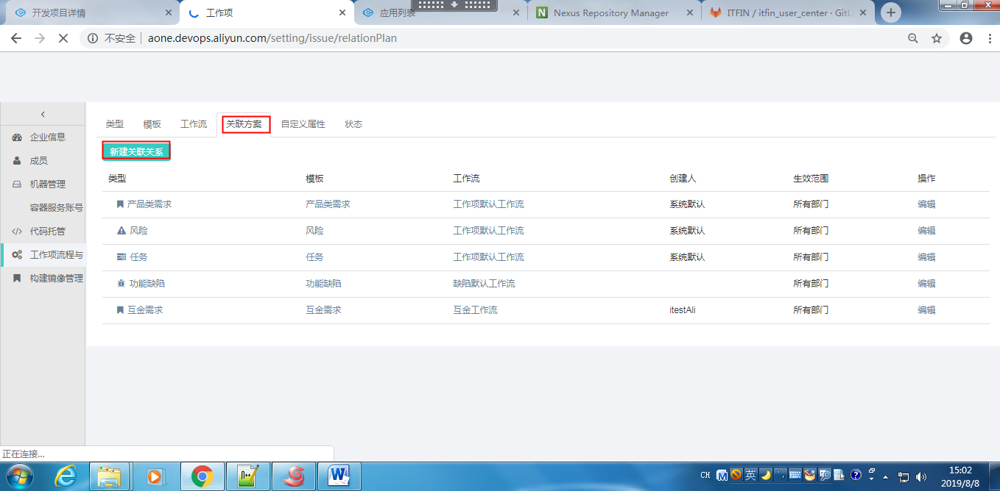 开发项目详情
工作项
应用列表
Nexus Repository Manager
ITFIN / itfin_user_center · GitL
不安全 aone.devops.aliyun.com/setting/issue/relationPlan
企业信息
成员
机器管理
容器服务账号
代码托管
工作项流程与
构建镜像管理
类型 模板 工作流 关联方案 自定义属性 状态
新建关联关系
类型 模板 工作流 创建人 生效范围 操作
产品类需求 产品类需求 工作项默认工作流 系统默认 所有部门 编辑
风险 风险 工作项默认工作流 系统默认 所有部门 编辑
任务 任务 工作项默认工作流 系统默认 所有部门 编辑
功能缺陷 功能缺陷 缺陷默认工作流 所有部门 编辑
互金需求 互金需求 互金工作流 itestAli 所有部门 编辑
正在连接...
CH
英
15:02
2019/8/8